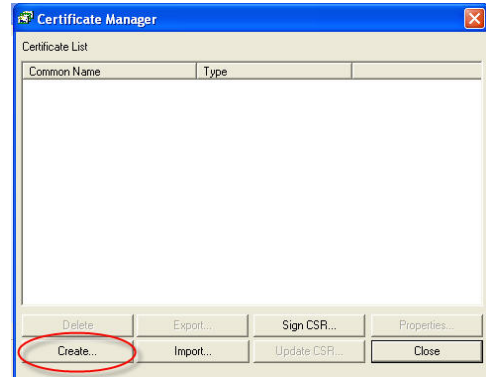 Certificate Manager
Certificate List
Common Name Type
Delete Export... Sign CSR... Properties...
Create... Import... Update CSR... Close